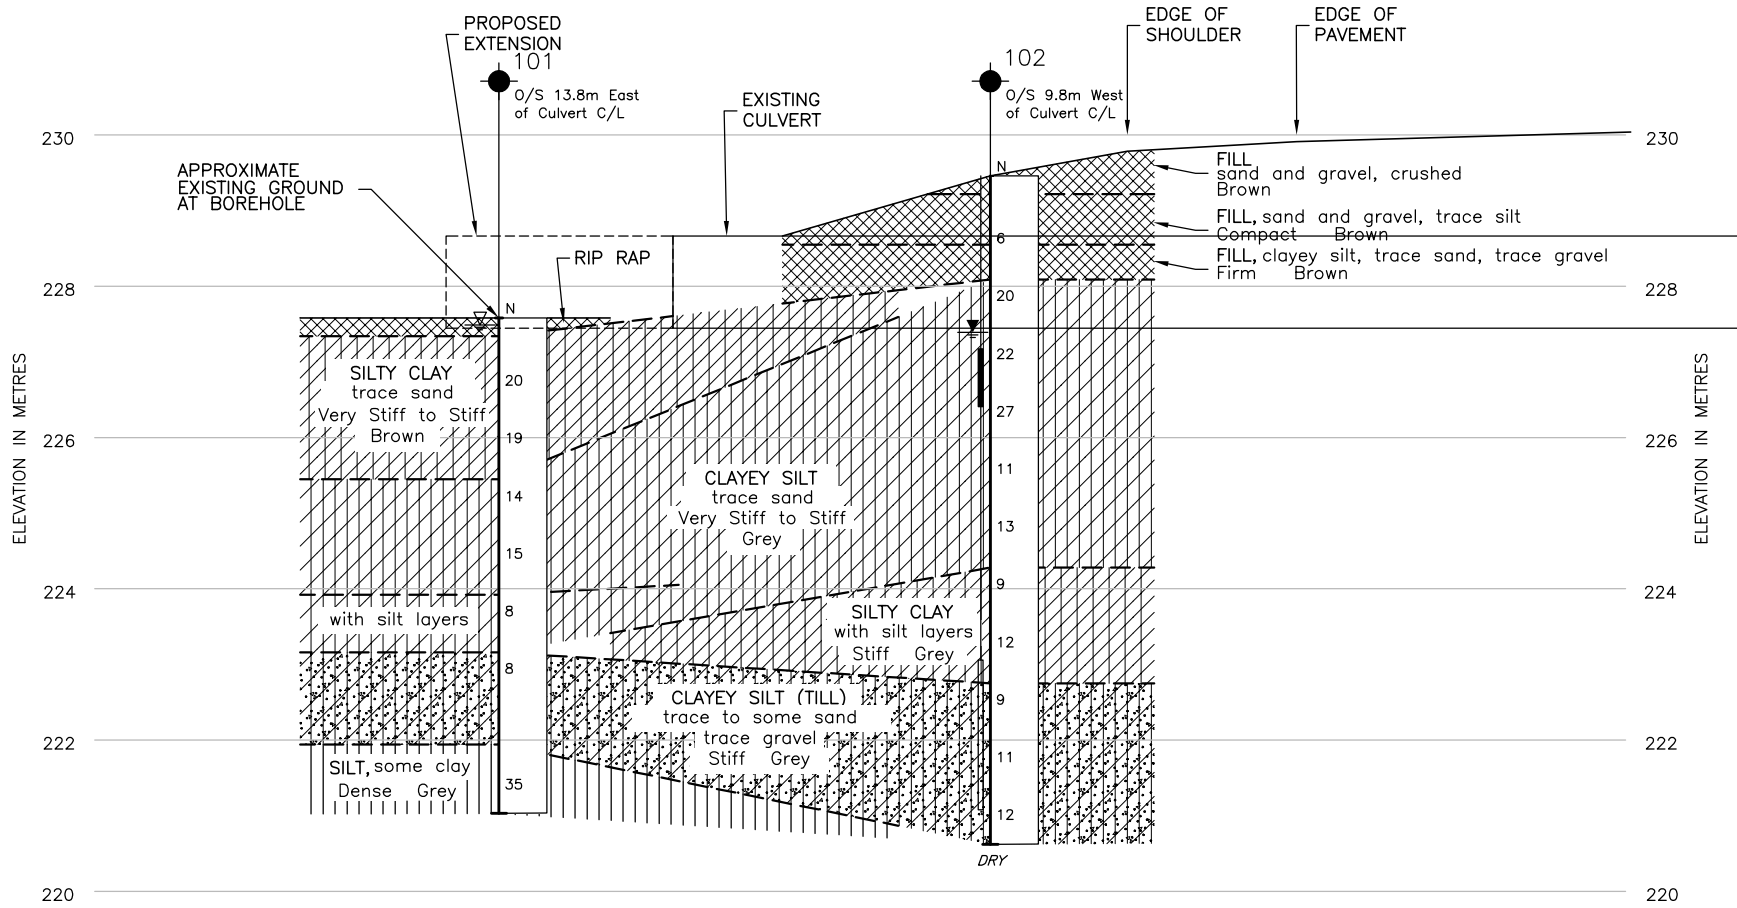 PROPOSED
EXTENSION
101
O/S 13.8m East
of Culvert C/L
EXISTING
CULVERT
102
O/S 9.8m West
of Culvert C/L
EDGE OF
SHOULDER
EDGE OF
PAVEMENT
230
230
APPROXIMATE
EXISTING GROUND
AT BOREHOLE
N
FILL
sand and gravel, crushed
Brown
FILL, sand and gravel, trace silt
Compact Brown
FILL, clayey silt, trace sand, trace gravel
Firm Brown
6
RIP RAP
228
228
20
N
22
ELEVATION IN METRES
ELEVATION IN METRES
SILTY CLAY
trace sand
Very Stiff to Stiff
Brown
20
27
19
226
226
11
CLAYEY SILT
trace sand
Very Stiff to Stiff
Grey
14
13
15
224
224
9
8
with silt layers
SILTY CLAY
with silt layers
Stiff Grey
12
8
9
CLAYEY SILT (TILL)
trace to some sand
trace gravel
Stiff Grey
222
222
11
SILT, some clay
Dense Grey
35
12
DRY
220
220